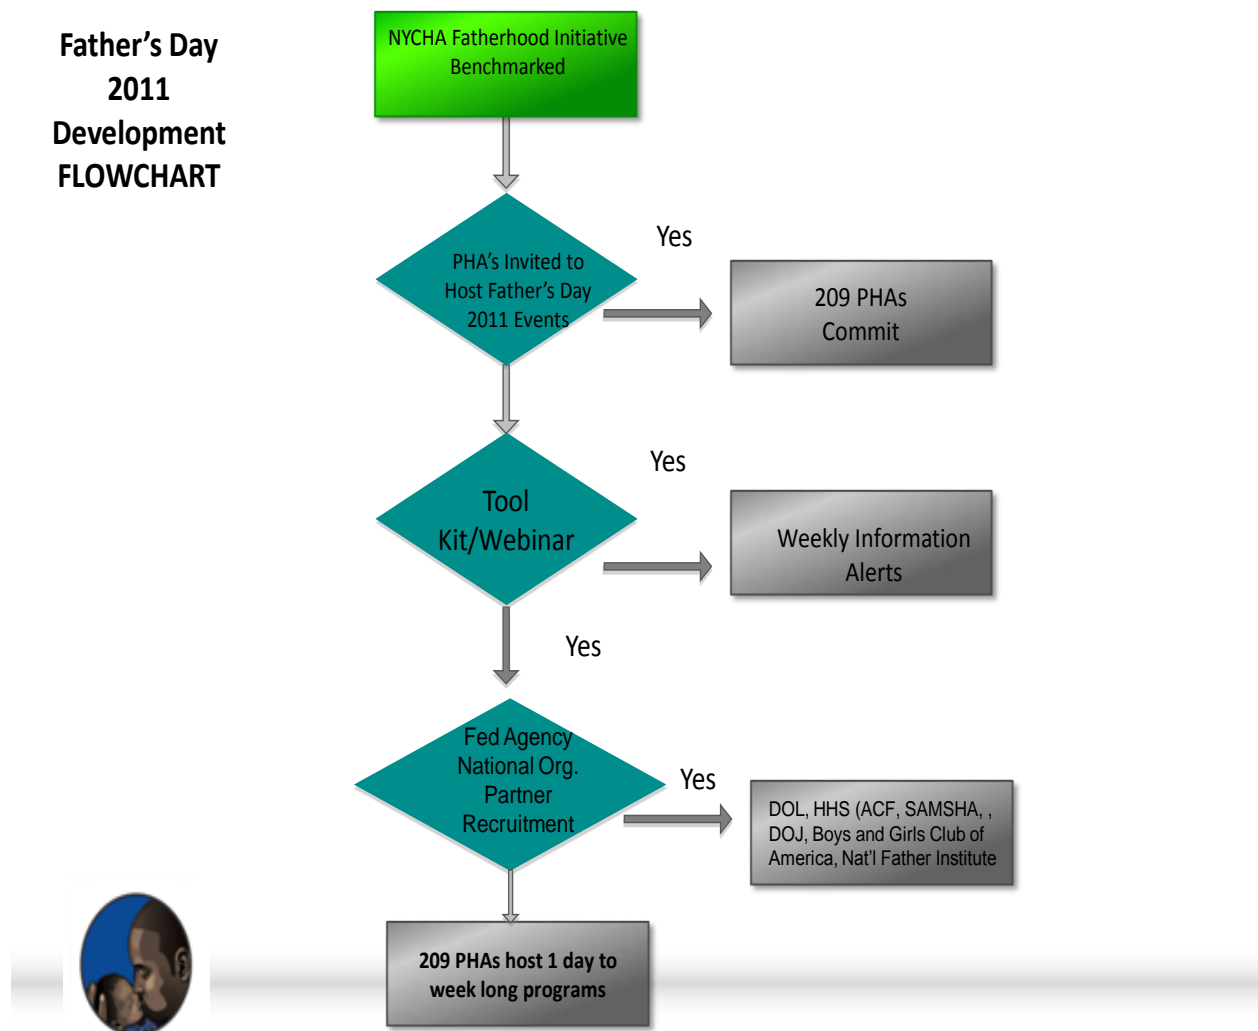 Father’s Day
2011
Development
FLOWCHART
NYCHA Fatherhood Initiative
Benchmarked
PHA’s Invited to
Host Father’s Day
2011 Events
Yes
209 PHAs
Commit
Tool
Kit/Webinar
Yes
Weekly Information
Alerts
Yes
Fed Agency
National Org.
Partner
Recruitment
Yes
DOL, HHS (ACF, SAMSHA, ,
DOJ, Boys and Girls Club of
America, Nat’l Father Institute
209 PHAs host 1 day to
week long programs